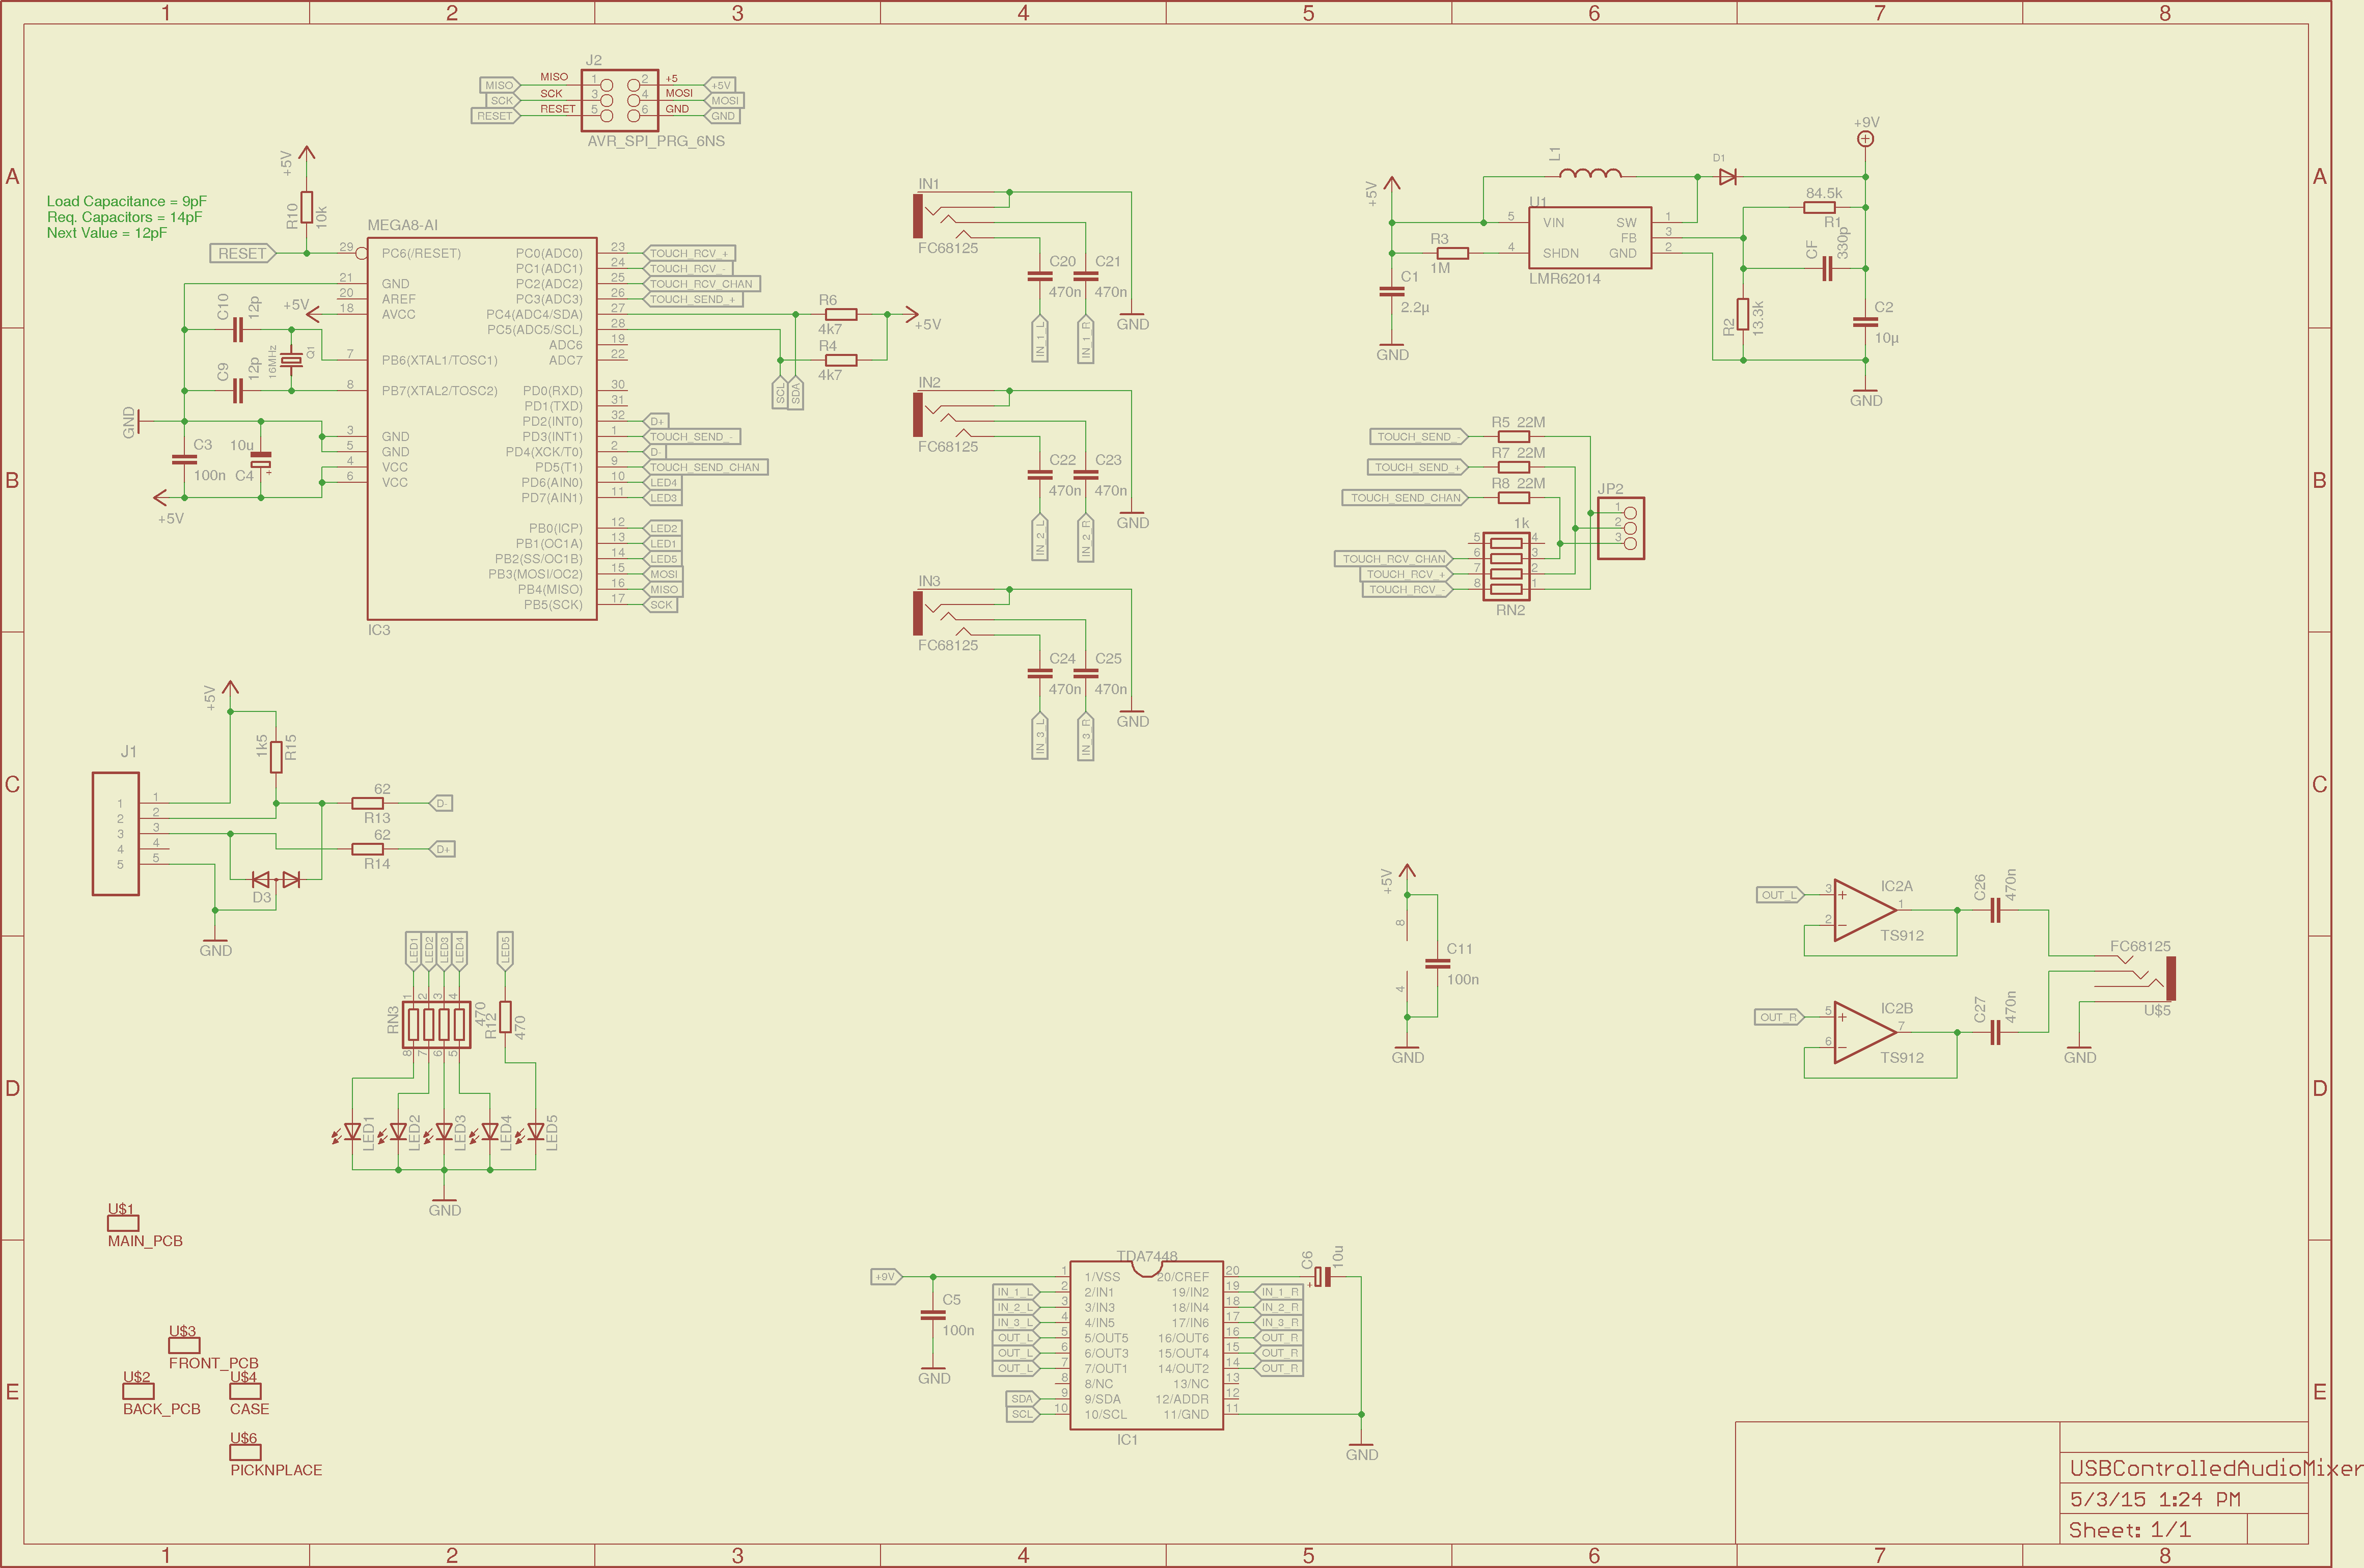 1 2 3 4 5 6 7 8
A
B
C
D
E
J2
MISO MISO 1 2 +5 +5V
SCK SCK 3 4 MOSI MOSI
RESET RESET 5 6 GND GND
AVR_SPI_PRG_6NS
Load Capacitance = 9pF
Req. Capacitors = 14pF
Next Value = 12pF
+5V
R10
10k
RESET
MEGA8-AI
29 PC6(/RESET)
21 GND
20 AREF
18 AVCC
7 PB6(XTAL1/TOSC1)
8 PB7(XTAL2/TOSC2)
3 GND
5 GND
4 VCC
6 VCC
PC0(ADC0) 23 TOUCH_RCV_+
PC1(ADC1) 24 TOUCH_RCV_-
PC2(ADC2) 25 TOUCH_RCV_CHAN
PC3(ADC3) 26 TOUCH_SEND_+
PC4(ADC4/SDA) 27
PC5(ADC5/SCL) 28
ADC6 19
ADC7 22
PD0(RXD) 30
PD1(TXD) 31
PD2(INT0) 32 D+
PD3(INT1) 1 TOUCH_SEND_-
PD4(XCK/T0) 2 D-
PD5(T1) 9 TOUCH_SEND_CHAN
PD6(AIN0) 10 LED4
PD7(AIN1) 11 LED3
PB0(ICP) 12 LED2
PB1(OC1A) 13 LED1
PB2(SS/OC1B) 14 LED5
PB3(MOSI/OC2) 15 MOSI
PB4(MISO) 16 MISO
PB5(SCK) 17 SCK
IC3
C10 12p
+5V
C9 12p
16MHz Q1
GND
C3
100n
10u
C4
+
+5V
R6
4k7
R4
4k7
+5V
SCL SDA
IN1
FC68125
C20 C21
470n 470n
IN_1_L IN_1_R
GND
IN2
FC68125
C22 C23
470n 470n
IN_2_L IN_2_R
GND
IN3
FC68125
C24 C25
470n 470n
IN_3_L IN_3_R
GND
+5V
L1
D1
+9V
U1
5 VIN SW 1
FB 3
4 SHDN GND 2
LMR62014
R3
1M
C1
2.2µ
GND
84.5k
R1
CF 330p
R2 13.3k
C2
10µ
GND
TOUCH_SEND_- R5 22M
TOUCH_SEND_+ R7 22M
TOUCH_SEND_CHAN R8 22M
JP2
1
2
3
1k
5 4
TOUCH_RCV_CHAN 6 3
TOUCH_RCV_+ 7 2
TOUCH_RCV_- 8 1
RN2
+5V
1k5 R15
J1
1 1
2 2
3 3
4 4
5 5
62
R13
D-
62
R14
D+
D3
GND
LED1 LED2 LED3 LED4 LED5
1 2 3 4
RN3 470
8 7 6 5
R12 470
LED1 LED2 LED3 LED4 LED5
GND
+5V
8
4
C11
100n
GND
OUT_L 3 + 2 − 1
IC2A
TS912
C26 470n
OUT_R 5 + 6 − 7
IC2B
TS912
C27 470n
FC68125
U$5
GND
U$1
MAIN_PCB
U$3
FRONT_PCB
U$2
BACK_PCB
U$4
CASE
U$6
PICKNPLACE
+9V
C5
100n
GND
TDA7448
1 1/VSS 20/CREF 20
IN_1_L 2 2/IN1 19/IN2 19 IN_1_R
IN_2_L 3 3/IN3 18/IN4 18 IN_2_R
IN_3_L 4 4/IN5 17/IN6 17 IN_3_R
OUT_L 5 5/OUT5 16/OUT6 16 OUT_R
OUT_L 6 6/OUT3 15/OUT4 15 OUT_R
OUT_L 7 7/OUT1 14/OUT2 14 OUT_R
8 8/NC 13/NC 13
SDA 9 9/SDA 12/ADDR 12
SCL 10 10/SCL 11/GND 11
IC1
C6 10u
+
GND
USBControlledAudioMixer
5/3/15 1:24 PM
Sheet: 1/1
A
B
C
D
E
1 2 3 4 5 6 7 8